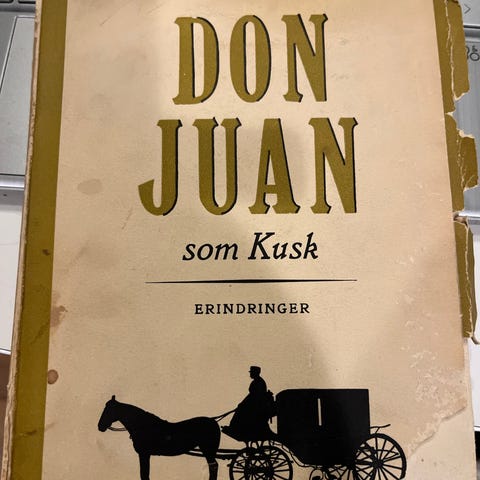 DON
JUAN
som Kusk
ERINDRINGER